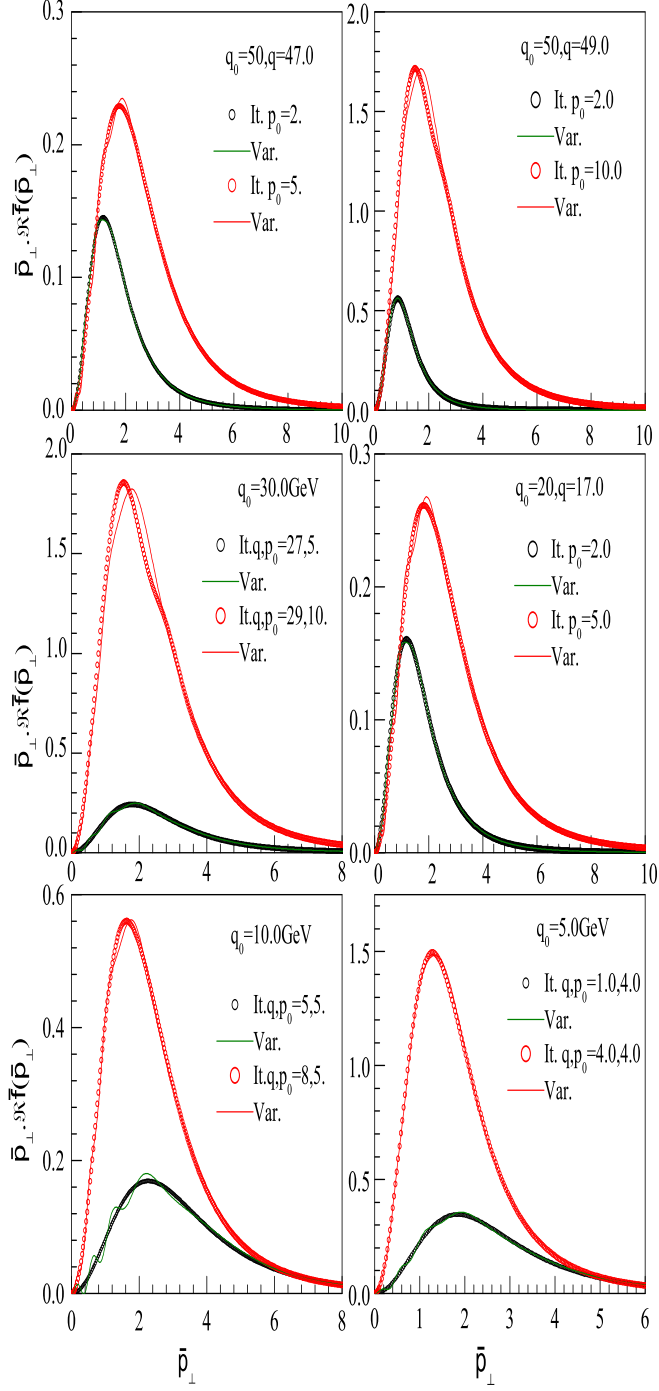 0.3
0.2
0.1
0.0
0 2 4 6 8 10
p̄⊥·ℜf̄(p̄⊥)
q0=50,q=47.0
It. p0=2.
Var.
It. p0=5.
Var.
2.0
1.5
1.0
0.5
0.0
0 2 4 6 8 10
q0=50,q=49.0
It. p0=2.0
Var.
It. p0=10.0
Var.
2.0
1.5
1.0
0.5
0.0
0 2 4 6 8
p̄⊥·ℜf̄(p̄⊥)
q0=30.0GeV
It.q,p0=27,5.
Var.
It.q,p0=29,10.
Var.
0.3
0.2
0.1
0.0
0 2 4 6 8 10
q0=20,q=17.0
It. p0=2.0
Var.
It. p0=5.0
Var.
0.6
0.4
0.2
0.0
0 2 4 6 8
p̄⊥·ℜf̄(p̄⊥)
p̄⊥
q0=10.0GeV
It.q,p0=5,5.
Var.
It.q,p0=8,5.
Var.
1.5
1.0
0.5
0.0
0 1 2 3 4 5 6
p̄⊥
q0=5.0GeV
It. q,p0=1.0,4.0
Var.
It. q,p0=4.0,4.0
Var.